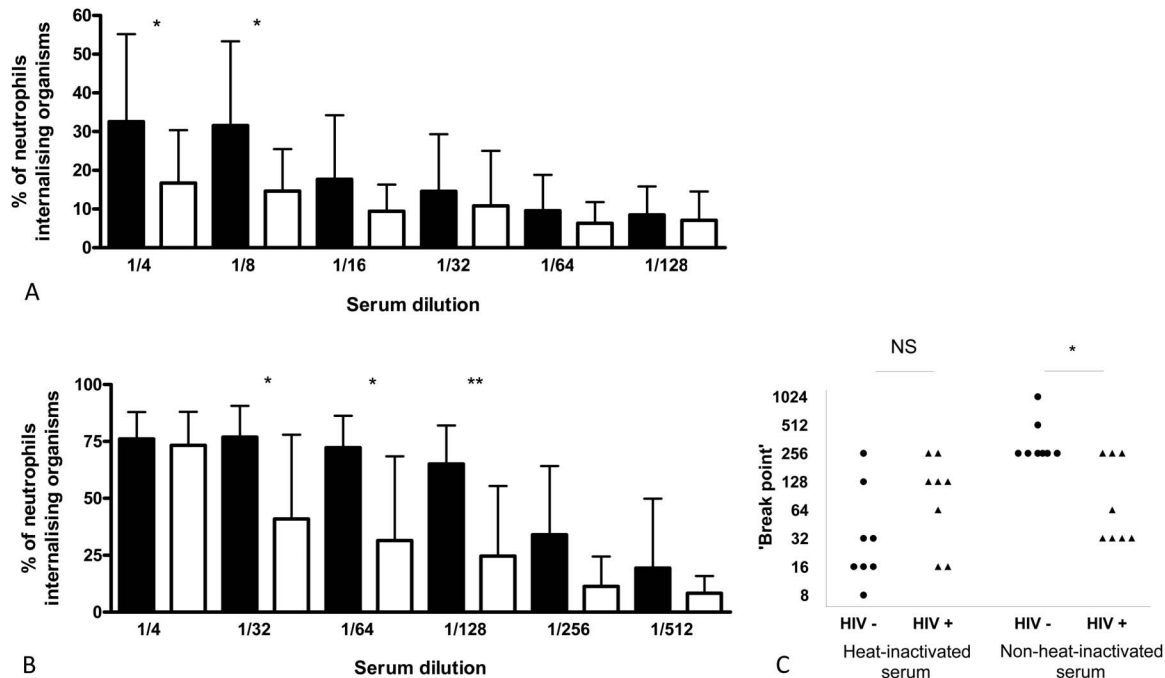 60
50
40
30
20
10
0
% of neutrophils
internalising organisms
* *
1/4 1/8 1/16 1/32 1/64 1/128
A
Serum dilution
100
75
50
25
0
% of neutrophils
internalising organisms
* * **
1/4 1/32 1/64 1/128 1/256 1/512
B
Serum dilution
NS *
1024
512
256
128
64
32
16
8
'Break point'
HIV - HIV + HIV - HIV +
Heat-inactivated Non-heat-inactivated
serum serum
C